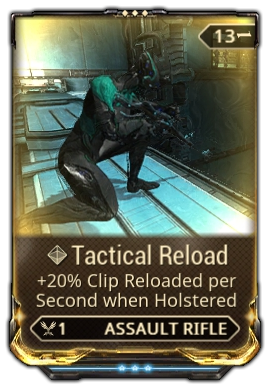 13
Tactical Reload
+20% Clip Reloaded per
Second when Holstered
1 ASSAULT RIFLE